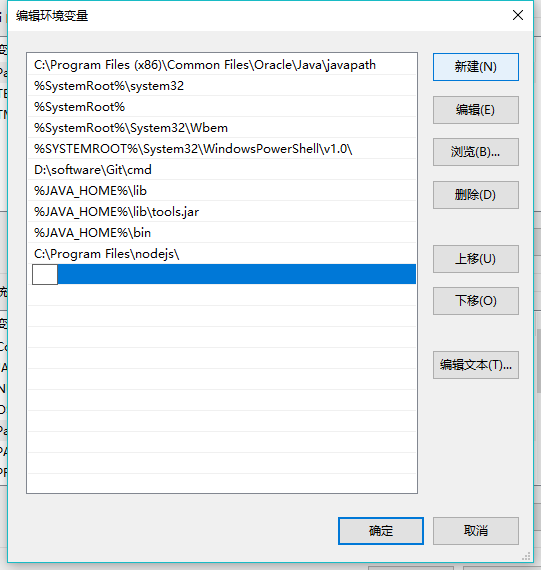 编辑环境变量
C:\Program Files (x86)\Common Files\Oracle\Java\javapath
%SystemRoot%\system32
%SystemRoot%
%SystemRoot%\System32\Wbem
%SYSTEMROOT%\System32\WindowsPowerShell\v1.0\
D:\software\Git\cmd
%JAVA_HOME%\lib
%JAVA_HOME%\lib\tools.jar
%JAVA_HOME%\bin
C:\Program Files\nodejs\
新建(N)
编辑(E)
浏览(B)...
删除(D)
上移(U)
下移(O)
编辑文本(T)...
确定
取消